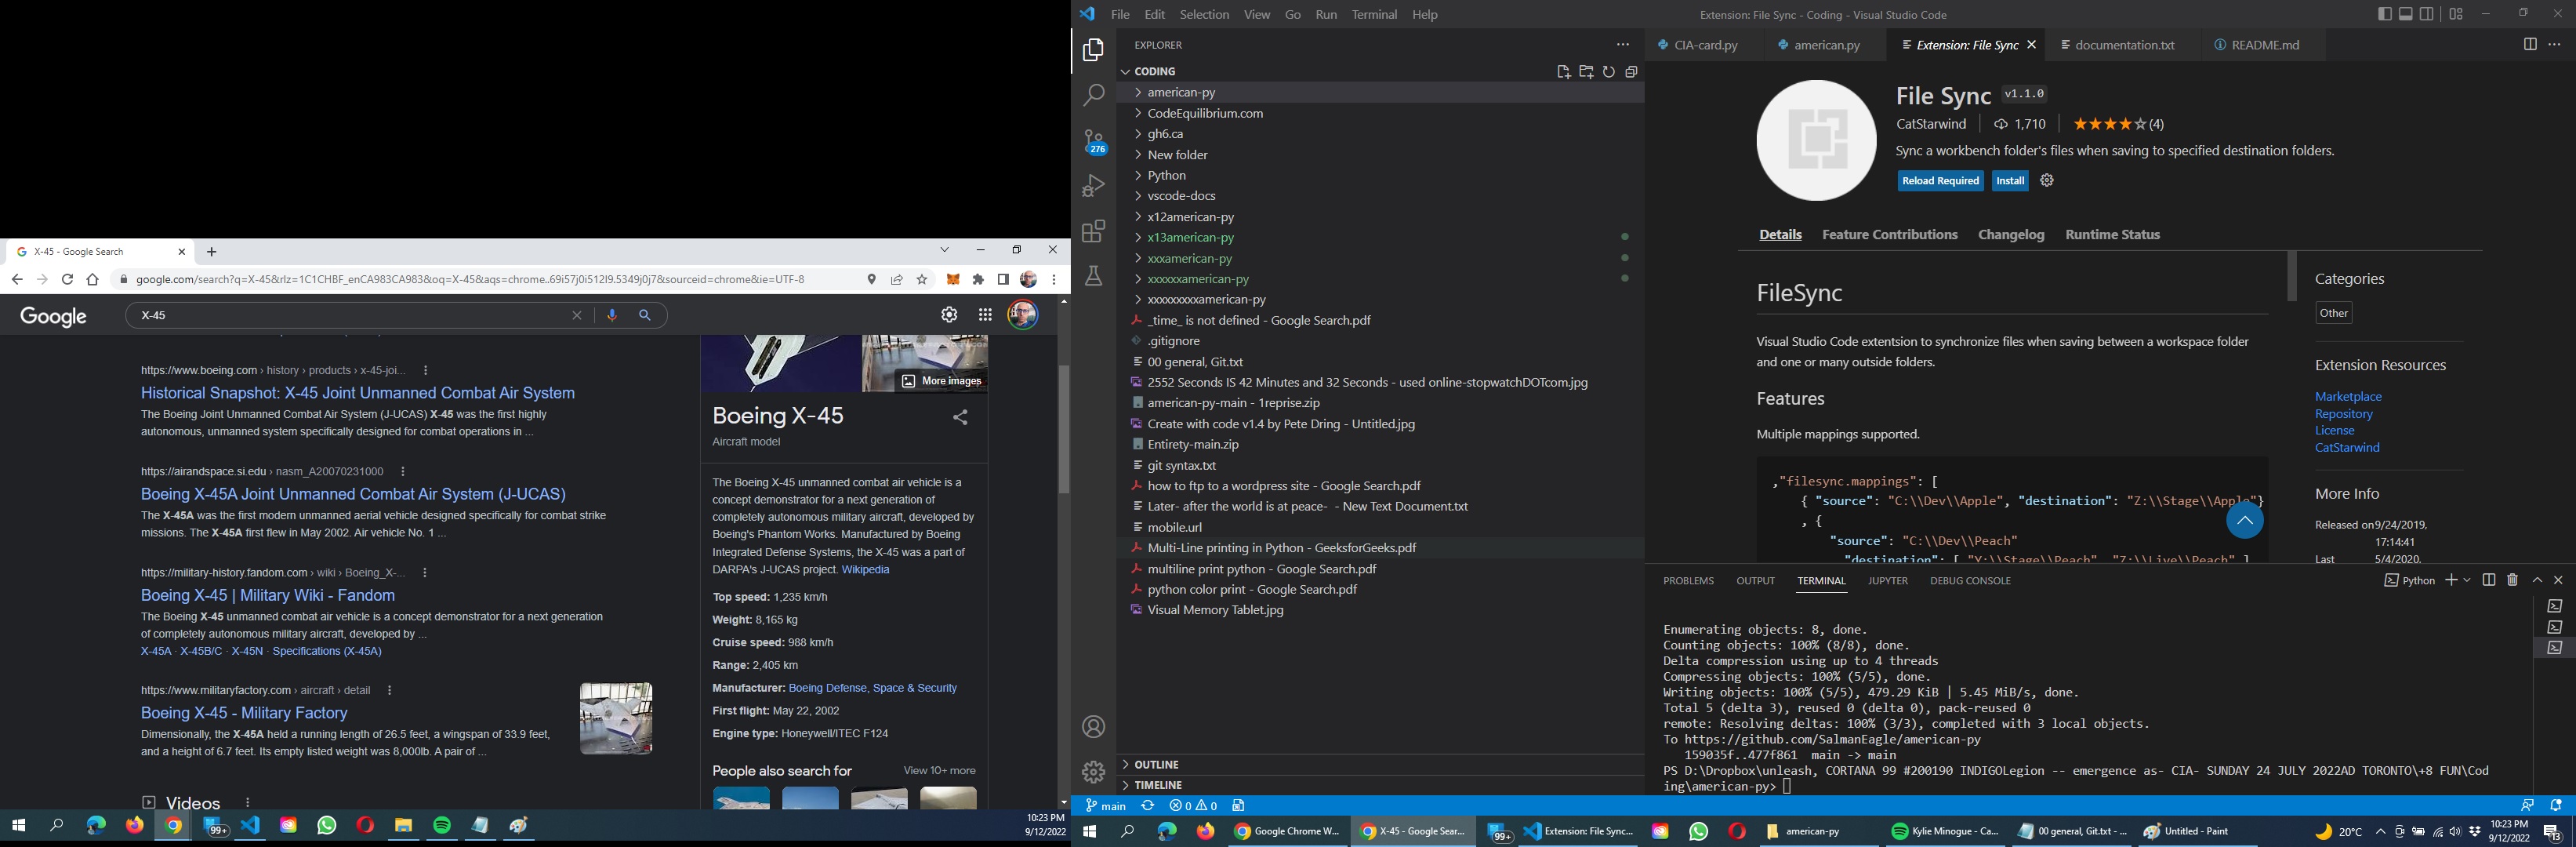 X-45 - Google Search
google.com/search?q=X-45&rlz=1C1CHBF_enCA983CA983&oq=X-45&aqs=chrome..69i57j0i512l9.5349j0j7&sourceid=chrome&ie=UTF-8
Google
X-45
https://www.boeing.com › history › products › x-45-joi...
Historical Snapshot: X-45 Joint Unmanned Combat Air System
The Boeing Joint Unmanned Combat Air System (J-UCAS) X-45 was the first highly
autonomous, unmanned system specifically designed for combat operations in ...
https://airandspace.si.edu › nasm_A20070231000
Boeing X-45A Joint Unmanned Combat Air System (J-UCAS)
The X-45A was the first modern unmanned aerial vehicle designed specifically for combat strike
missions. The X-45A first flew in May 2002. Air vehicle No. 1 ...
https://military-history.fandom.com › wiki › Boeing_X-...
Boeing X-45 | Military Wiki - Fandom
The Boeing X-45 unmanned combat air vehicle is a concept demonstrator for a next generation
of completely autonomous military aircraft, developed by ...
X-45A · X-45B/C · X-45N · Specifications (X-45A)
https://www.militaryfactory.com › aircraft › detail
Boeing X-45 - Military Factory
Dimensionally, the X-45A held a running length of 26.5 feet, a wingspan of 33.9 feet,
and a height of 6.7 feet. Its empty listed weight was 8,000lb. A pair of ...
Videos
More images
Boeing X-45
Aircraft model
The Boeing X-45 unmanned combat air vehicle is a
concept demonstrator for a next generation of
completely autonomous military aircraft, developed by
Boeing's Phantom Works. Manufactured by Boeing
Integrated Defense Systems, the X-45 was a part of
DARPA's J-UCAS project. Wikipedia
Top speed: 1,235 km/h
Weight: 8,165 kg
Cruise speed: 988 km/h
Range: 2,405 km
Manufacturer: Boeing Defense, Space & Security
First flight: May 22, 2002
Engine type: Honeywell/ITEC F124
People also search for
View 10+ more
99+
10:23 PM
9/12/2022
File Edit Selection View Go Run Terminal Help
Extension: File Sync - Coding - Visual Studio Code
276
EXPLORER
CODING
american-py
CodeEquilibrium.com
gh6.ca
New folder
Python
vscode-docs
x12american-py
x13american-py
xxxamerican-py
xxxxxxamerican-py
xxxxxxxxxamerican-py
_time_ is not defined - Google Search.pdf
.gitignore
00 general, Git.txt
2552 Seconds IS 42 Minutes and 32 Seconds - used online-stopwatchDOTcom.jpg
american-py-main - 1reprise.zip
Create with code v1.4 by Pete Dring - Untitled.jpg
Entirety-main.zip
git syntax.txt
how to ftp to a wordpress site - Google Search.pdf
Later- after the world is at peace- - New Text Document.txt
mobile.url
Multi-Line printing in Python - GeeksforGeeks.pdf
multiline print python - Google Search.pdf
python color print - Google Search.pdf
Visual Memory Tablet.jpg
OUTLINE
TIMELINE
CIA-card.py
american.py
Extension: File Sync
documentation.txt
README.md
File Sync v1.1.0
CatStarwind 1,710 (4)
Sync a workbench folder's files when saving to specified destination folders.
Reload Required Install
Details Feature Contributions Changelog Runtime Status
FileSync
Visual Studio Code extentsion to synchronize files when saving between a workspace folder
and one or many outside folders.
Features
Multiple mappings supported.
,"filesync.mappings": [
{ "source": "C:\\Dev\\Apple", "destination": "Z:\\Stage\\Apple"}
, {
"source": "C:\\Dev\\Peach"
"destination": [ "Y:\\Stage\\Peach", "Z:\\Live\\Peach" ]
Categories
Other
Extension Resources
Marketplace
Repository
License
CatStarwind
More Info
Released on 9/24/2019,
17:14:41
Last 5/4/2020,
PROBLEMS OUTPUT TERMINAL JUPYTER DEBUG CONSOLE
Python
Enumerating objects: 8, done.
Counting objects: 100% (8/8), done.
Delta compression using up to 4 threads
Compressing objects: 100% (5/5), done.
Writing objects: 100% (5/5), 479.29 KiB | 5.45 MiB/s, done.
Total 5 (delta 3), reused 0 (delta 0), pack-reused 0
remote: Resolving deltas: 100% (3/3), completed with 3 local objects.
To https://github.com/SalmanEagle/american-py
159035f..477f861 main -> main
PS D:\Dropbox\unleash, CORTANA 99 #200190 INDIGOLegion -- emergence as- CIA- SUNDAY 24 JULY 2022AD TORONTO\+8 FUN\Cod
ing\american-py>
main 0 0
Google Chrome W...
X-45 - Google Sear...
99+
Extension: File Sync...
american-py
Kylie Minogue - Ca...
00 general, Git.txt - ...
Untitled - Paint
20°C
10:23 PM
9/12/2022
13